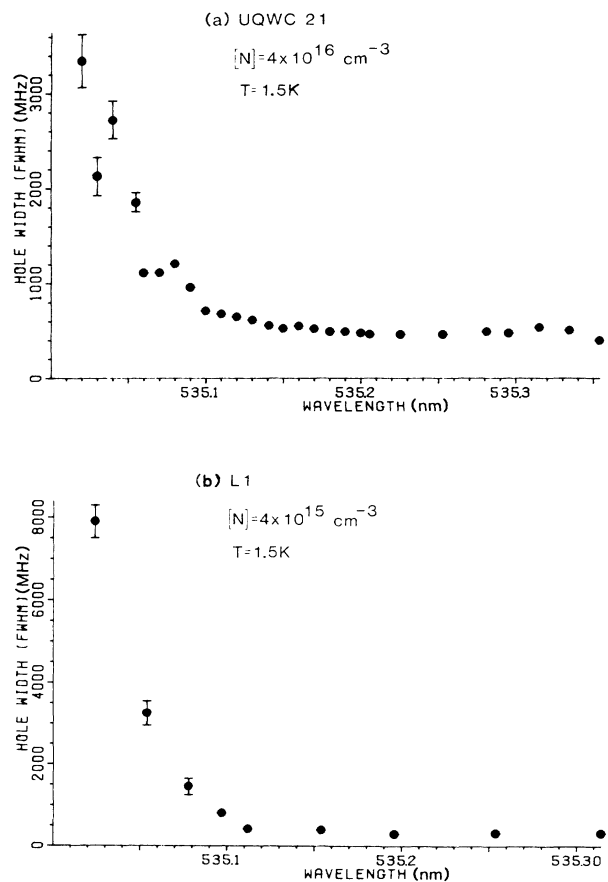 (a) UQWC 21
[N]=4x10^16 cm^-3
T=1.5K
HOLE WIDTH (FWHM) (MHz)
3000
2000
1000
0
535.1
535.2
535.3
WAVELENGTH (nm)
(b) L1
[N]=4x10^15 cm^-3
T=1.5K
HOLE WIDTH (FWHM) (MHz)
8000
6000
4000
2000
0
535.1
535.2
535.30
WAVELENGTH (nm)